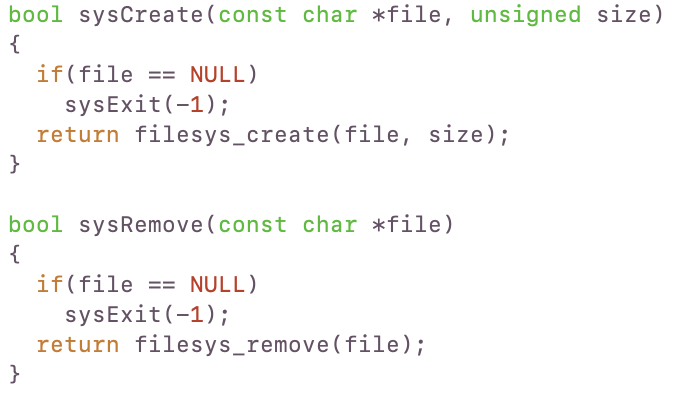 bool sysCreate(const char *file, unsigned size)
{
  if(file == NULL)
    sysExit(-1);
  return filesys_create(file, size);
}

bool sysRemove(const char *file)
{
  if(file == NULL)
    sysExit(-1);
  return filesys_remove(file);
}